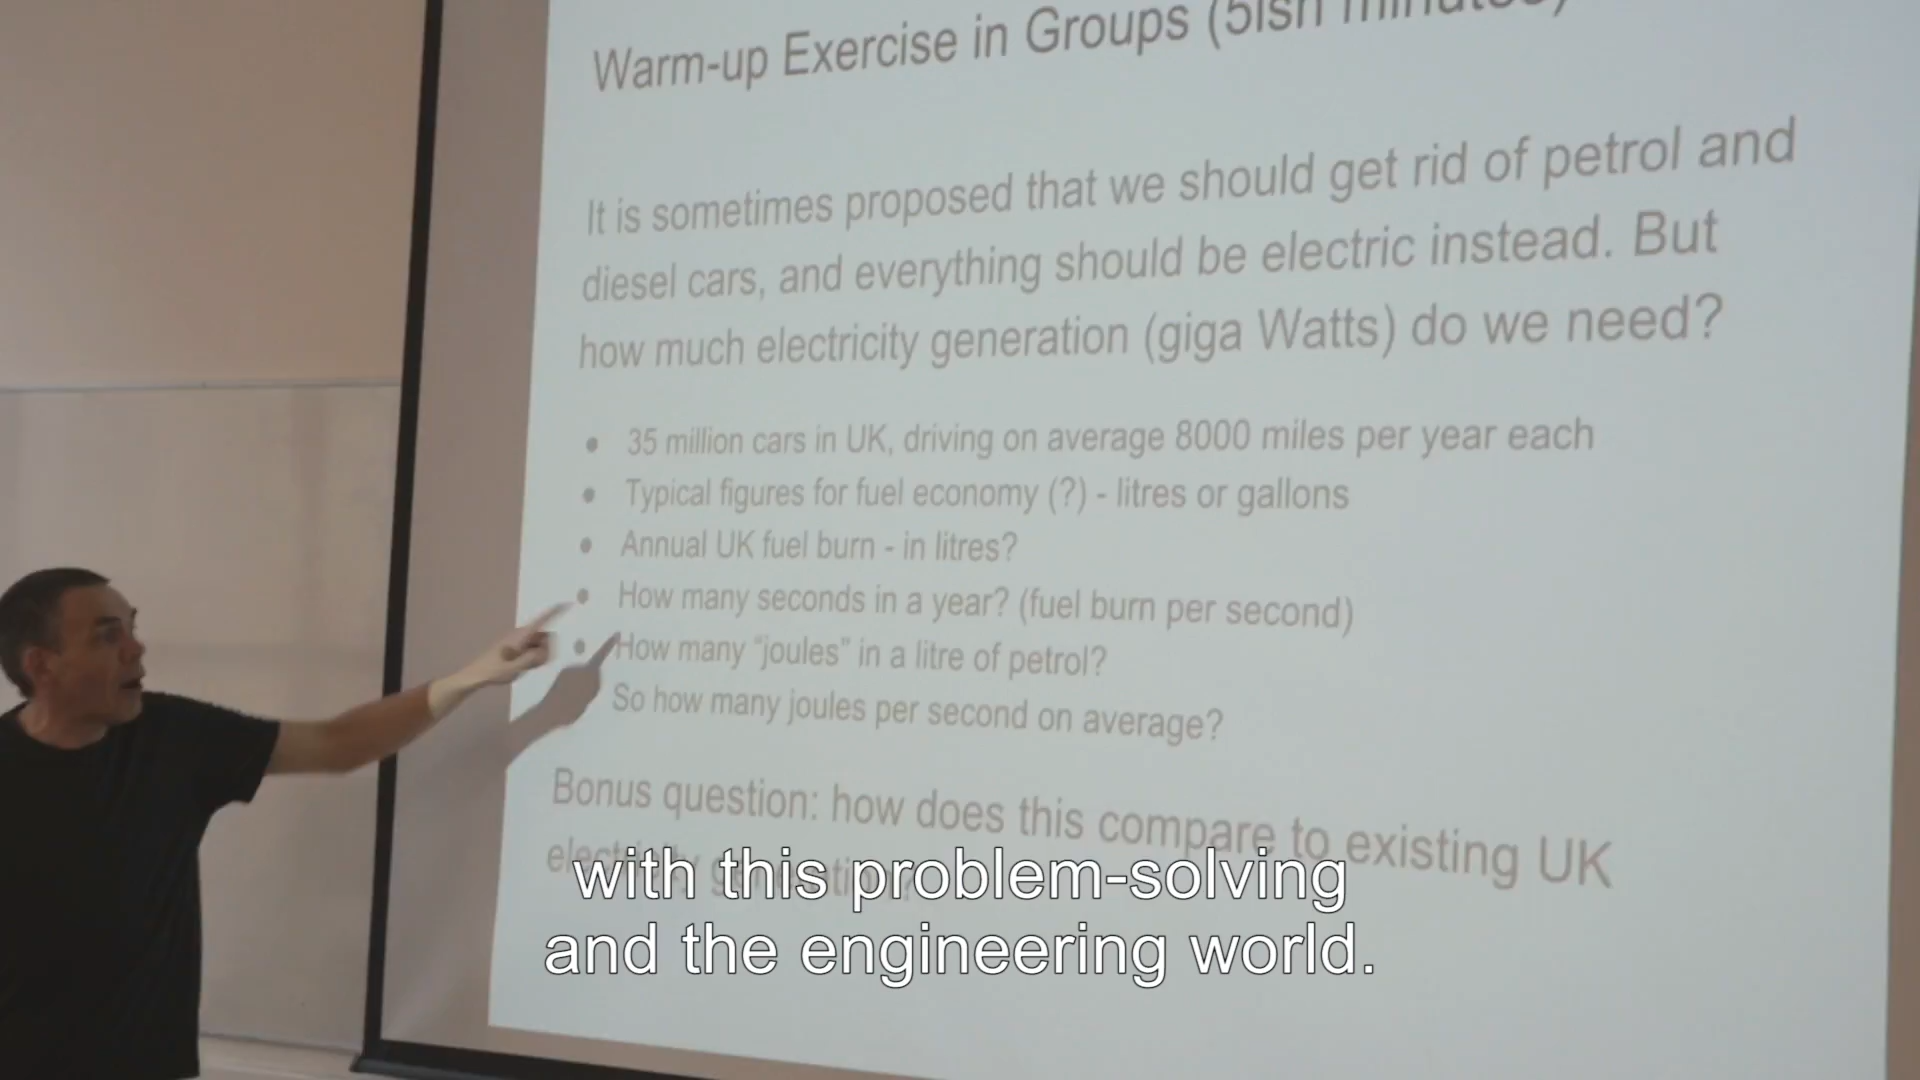 Warm-up Exercise in Groups (5ish minutes)
It is sometimes proposed that we should get rid of petrol and
diesel cars, and everything should be electric instead. But
how much electricity generation (giga Watts) do we need?
• 35 million cars in UK, driving on average 8000 miles per year each
• Typical figures for fuel economy (?) - litres or gallons
• Annual UK fuel burn - in litres?
• How many seconds in a year? (fuel burn per second)
• How many "joules" in a litre of petrol?
So how many joules per second on average?
Bonus question: how does this compare to existing UK
with this problem-solving
and the engineering world.